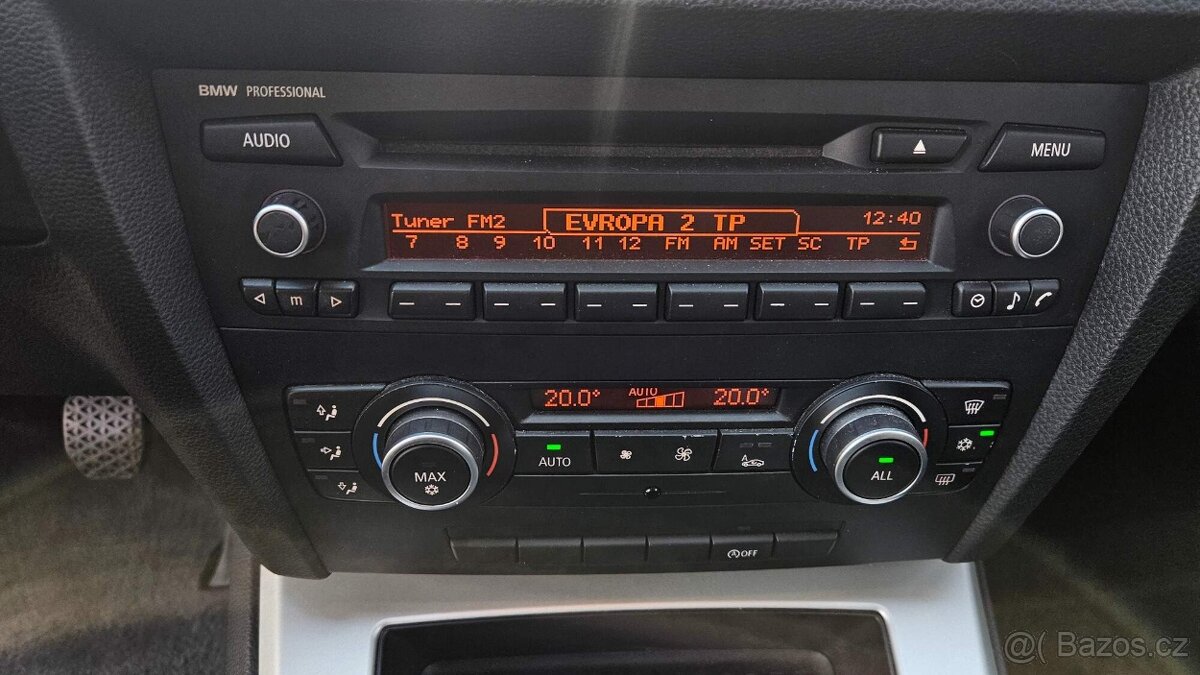 BMW PROFESSIONAL
AUDIO
MENU
Tuner FM2 EVROPA 2 TP 12:40
7 8 9 10 11 12 FM AM SET SC TP
m
20.0° AUTO 20.0°
MAX AUTO A ALL
OFF
© Bazos.cz